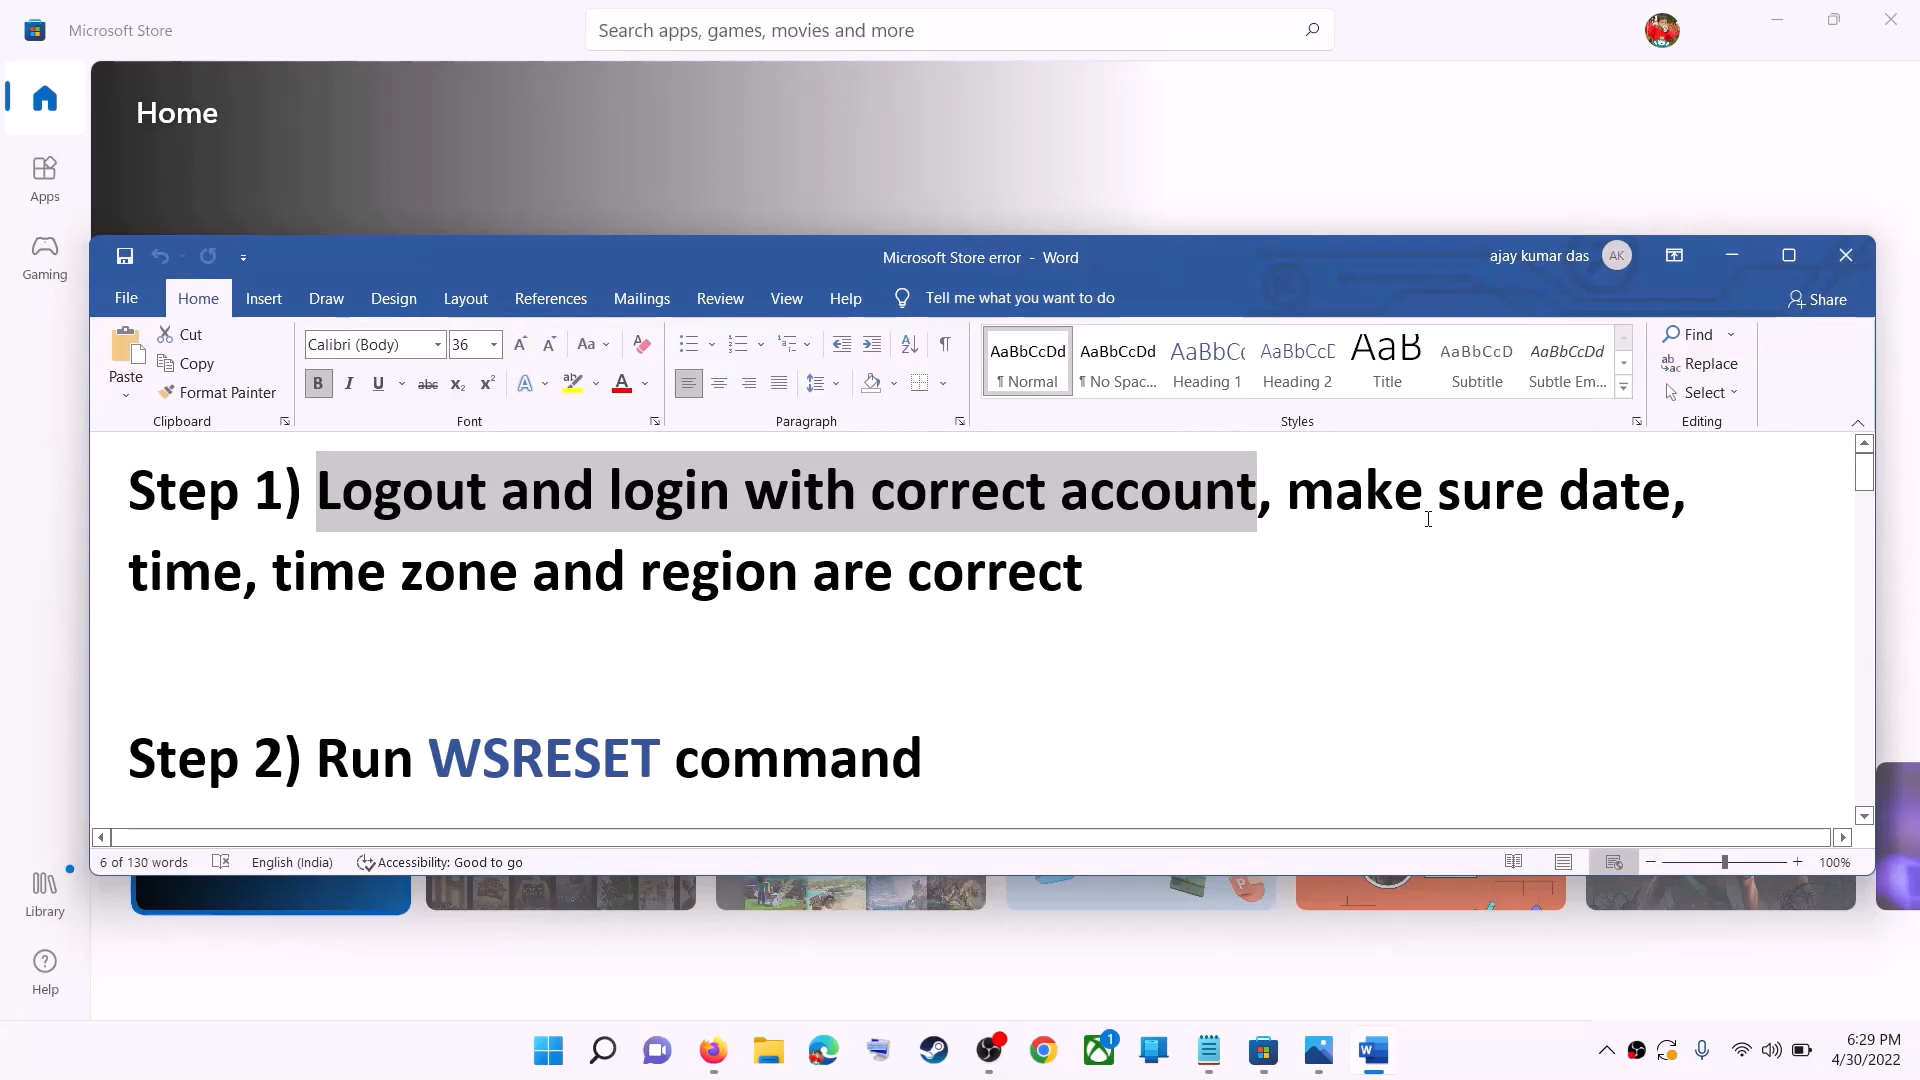 Microsoft Store
Search apps, games, movies and more
Home
Apps
Gaming
Microsoft Store error - Word
ajay kumar das
AK
File
Home
Insert
Draw
Design
Layout
References
Mailings
Review
View
Help
Tell me what you want to do
Share
Paste
Cut
Copy
Format Painter
Clipboard
Calibri (Body)
36
Font
Paragraph
AaBbCcDd
¶ Normal
AaBbCcDd
¶ No Spac...
AaBbCc
Heading 1
AaBbCcD
Heading 2
AaB
Title
AaBbCcD
Subtitle
AaBbCcDd
Subtle Em...
Styles
Find
Replace
Select
Editing
Step 1) Logout and login with correct account, make sure date,
time, time zone and region are correct
Step 2) Run WSRESET command
6 of 130 words
English (India)
Accessibility: Good to go
100%
Library
Help
1
6:29 PM
4/30/2022